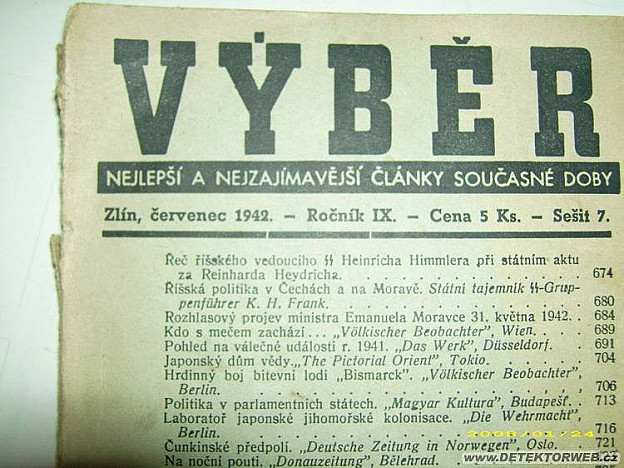 VÝBĚR
NEJLEPŠÍ A NEJZAJÍMAVĚJŠÍ ČLÁNKY SOUČASNÉ DOBY
Zlín, červenec 1942. – Ročník IX. – Cena 5 Ks. – Sešit 7.
Řeč říšského vedoucího ᛋᛋ Heinricha Himmlera při státním aktu
za Reinharda Heydricha. . . . . . . . . . . . . 674
Říšská politika v Čechách a na Moravě. Státní tajemník ᛋᛋ-Grup-
penführer K. H. Frank. . . . . . . . . . . . . 680
Rozhlasový projev ministra Emanuela Moravce 31. května 1942. . 684
Kdo s mečem zachází... „Völkischer Beobachter", Wien. . . . 689
Pohled na válečné události r. 1941. „Das Werk", Düsseldorf. . 691
Japonský dům vědy. „The Pictorial Orient", Tokio. . . . . 704
Hrdinný boj bitevní lodi „Bismarck". „Völkischer Beobachter",
Berlin. . . . . . . . . . . . . . . . 706
Politika v parlamentních státech. „Magyar Kultura", Budapešť. . 713
Laboratoř japonské jihomořské kolonisace. „Die Wehrmacht",
Berlin. . . . . . . . . . . . . . . . 716
Čunkinské předpolí. „Deutsche Zeitung in Norwegen", Oslo. . 721
Na noční pouti. „Donauzeitung", Bělehrad. . . . . .
2008/01/24
www.DETEKTORWEB.cz